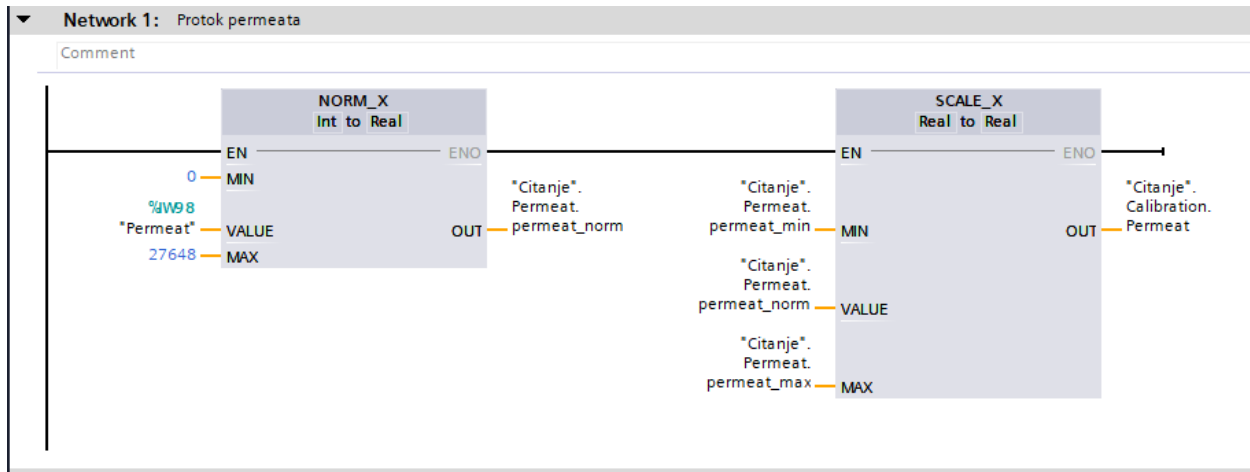 Network 1: Protok permeata
Comment
NORM_X
Int to Real
EN
ENO
0
MIN
%IW98
"Permeat"
VALUE
27648
MAX
OUT
"Citanje".
Permeat.
permeat_norm
SCALE_X
Real to Real
EN
ENO
"Citanje".
Permeat.
permeat_min
MIN
"Citanje".
Permeat.
permeat_norm
VALUE
"Citanje".
Permeat.
permeat_max
MAX
OUT
"Citanje".
Calibration.
Permeat